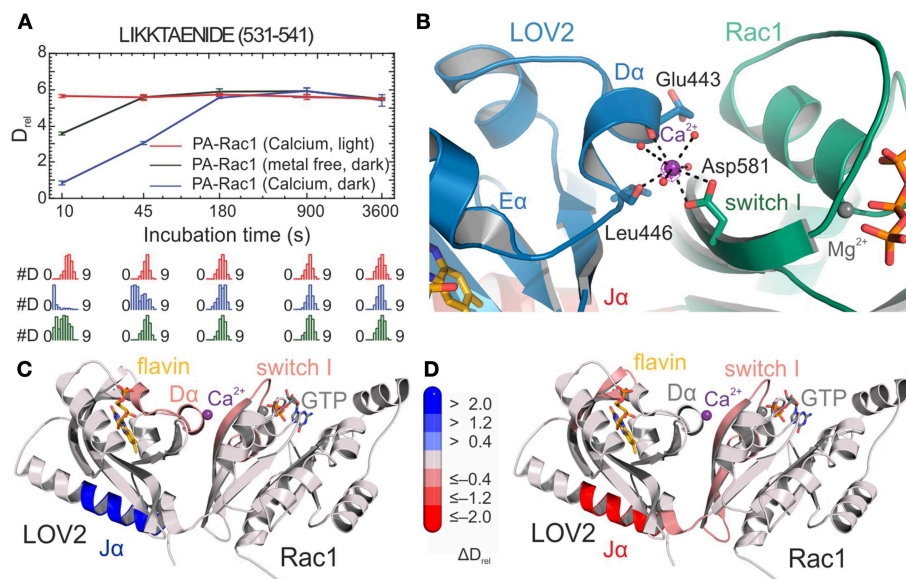 A
LIKKTAENIDE (531-541)
8
6
4
2
0
D_rel
PA-Rac1 (Calcium, light)
PA-Rac1 (metal free, dark)
PA-Rac1 (Calcium, dark)
10 45 180 900 3600
Incubation time (s)
#D 0 9 0 9 0 9 0 9 0 9
#D 0 9 0 9 0 9 0 9 0 9
#D 0 9 0 9 0 9 0 9 0 9
B
LOV2
Rac1
Dα
Glu443
Ca²⁺
Asp581
Eα
switch I
Leu446
Mg²⁺
Jα
C
flavin
switch I
Dα
Ca²⁺
GTP
LOV2
Jα
Rac1
D
> 2.0
> 1.2
> 0.4
≤–0.4
≤–1.2
≤–2.0
ΔD_rel
flavin
switch I
Dα
Ca²⁺
GTP
LOV2
Jα
Rac1